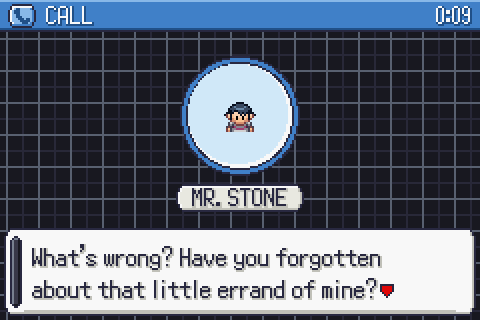 CALL 0:09
MR. STONE
What's wrong? Have you forgotten
about that little errand of mine?